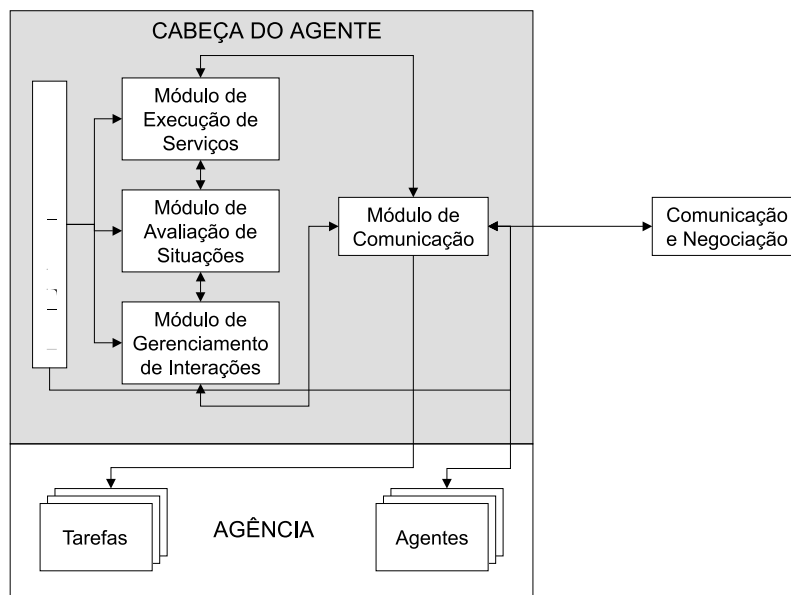 CABEÇA DO AGENTE
Módulo de
Execução de
Serviços
Módulo de
Avaliação de
Situações
Módulo de
Gerenciamento
de Interações
Módulo de
Comunicação
Comunicação
e Negociação
Tarefas
AGÊNCIA
Agentes